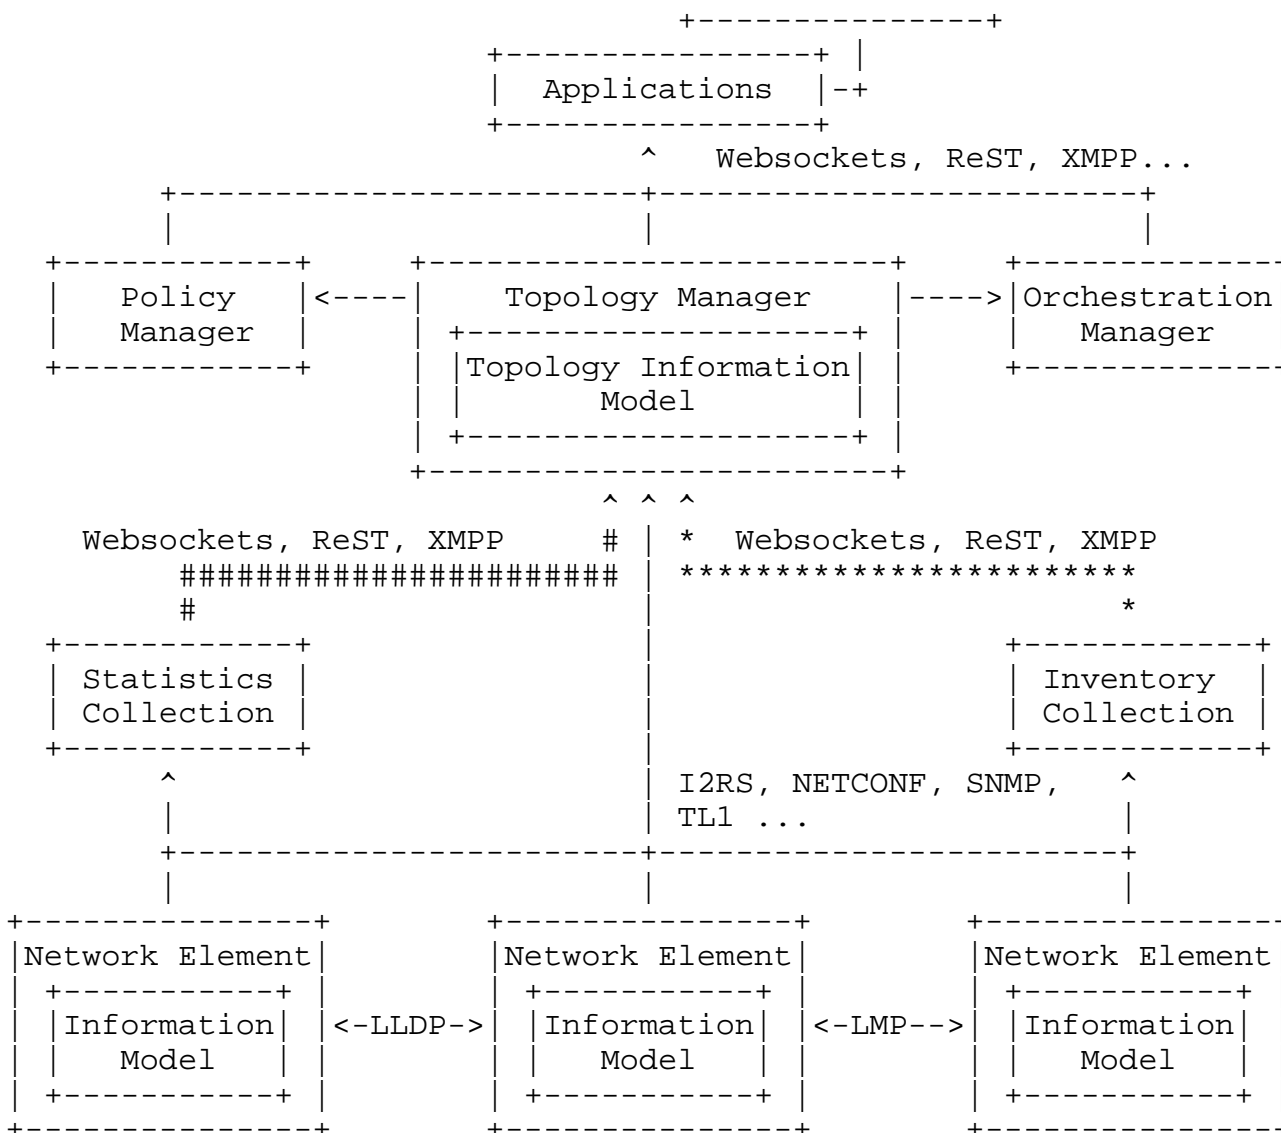 Applications
Websockets, ReST, XMPP...
Policy Manager
Topology Manager
Topology Information Model
Orchestration Manager
Websockets, ReST, XMPP
Websockets, ReST, XMPP
Statistics Collection
Inventory Collection
I2RS, NETCONF, SNMP,
TL1 ...
Network Element
Information Model
<-LLDP->
Network Element
Information Model
<-LMP-->
Network Element
Information Model